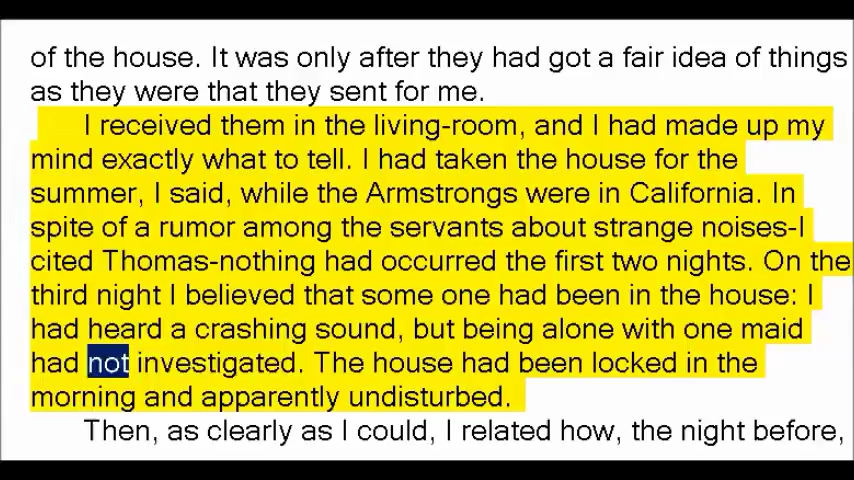 of the house. It was only after they had got a fair idea of things
as they were that they sent for me.
I received them in the living-room, and I had made up my
mind exactly what to tell. I had taken the house for the
summer, I said, while the Armstrongs were in California. In
spite of a rumor among the servants about strange noises-I
cited Thomas-nothing had occurred the first two nights. On the
third night I believed that some one had been in the house: I
had heard a crashing sound, but being alone with one maid
had not investigated. The house had been locked in the
morning and apparently undisturbed.
Then, as clearly as I could, I related how, the night before,